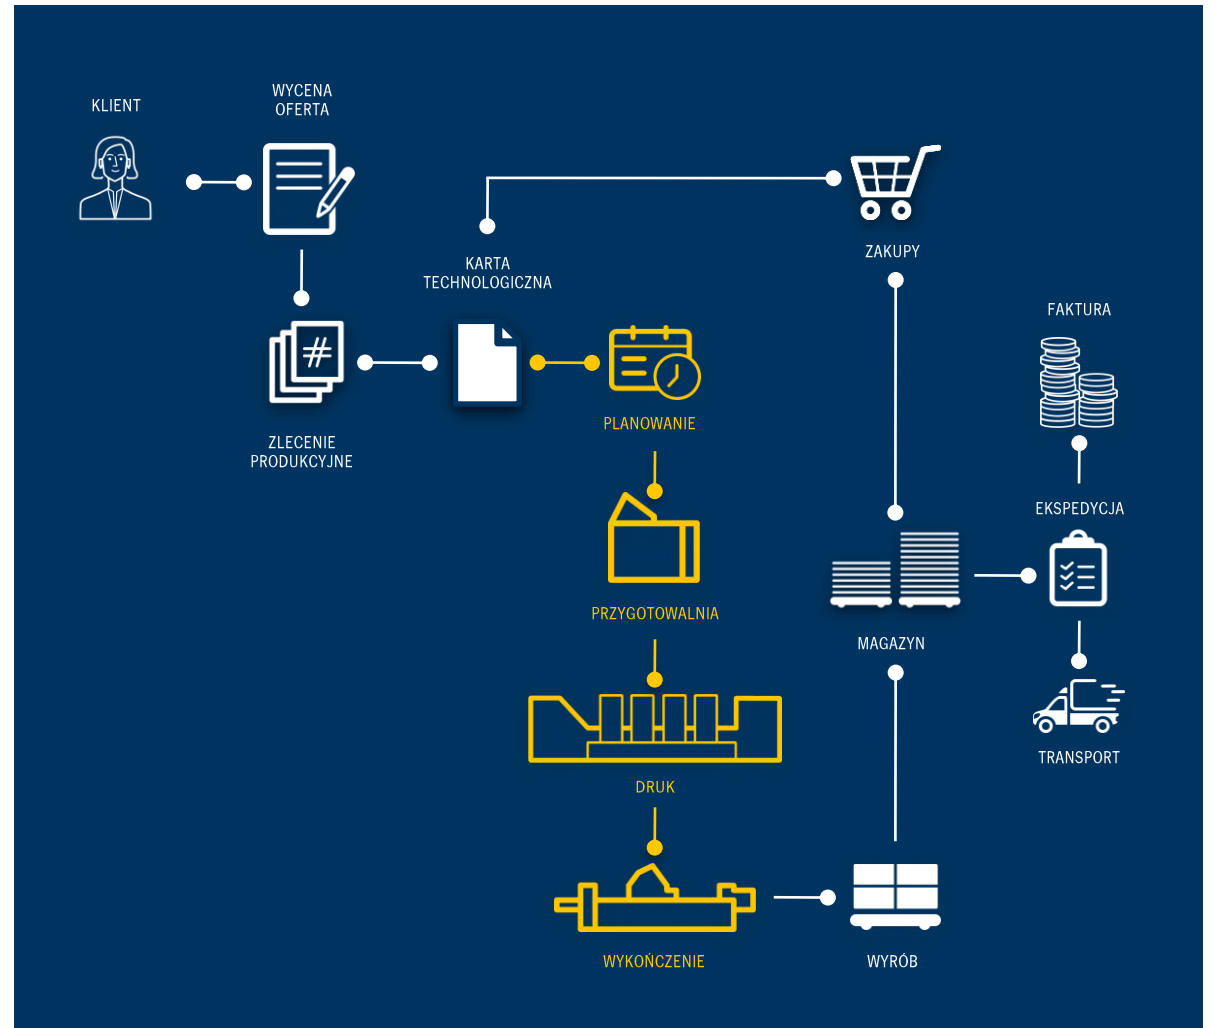 KLIENT
WYCENA
OFERTA
ZLECENIE
PRODUKCYJNE
#
KARTA
TECHNOLOGICZNA
PLANOWANIE
PRZYGOTOWALNIA
DRUK
WYKOŃCZENIE
WYRÓB
ZAKUPY
MAGAZYN
FAKTURA
EKSPEDYCJA
TRANSPORT